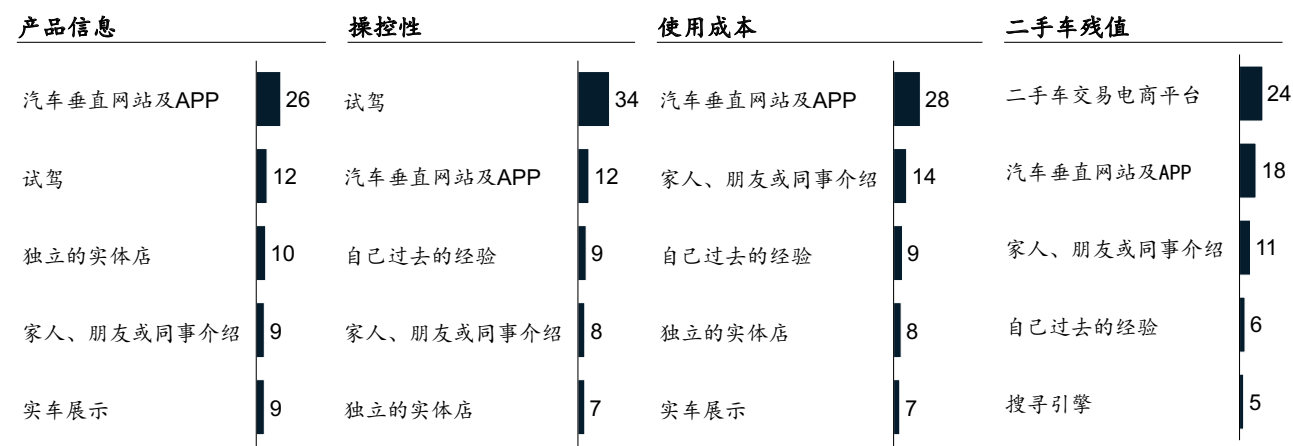 产品信息
汽车垂直网站及APP 26
试驾 12
独立的实体店 10
家人、朋友或同事介绍 9
实车展示 9
操控性
试驾 34
汽车垂直网站及APP 12
自己过去的经验 9
家人、朋友或同事介绍 8
独立的实体店 7
使用成本
汽车垂直网站及APP 28
家人、朋友或同事介绍 14
自己过去的经验 9
独立的实体店 8
实车展示 7
二手车残值
二手车交易电商平台 24
汽车垂直网站及APP 18
家人、朋友或同事介绍 11
自己过去的经验 6
搜寻引擎 5